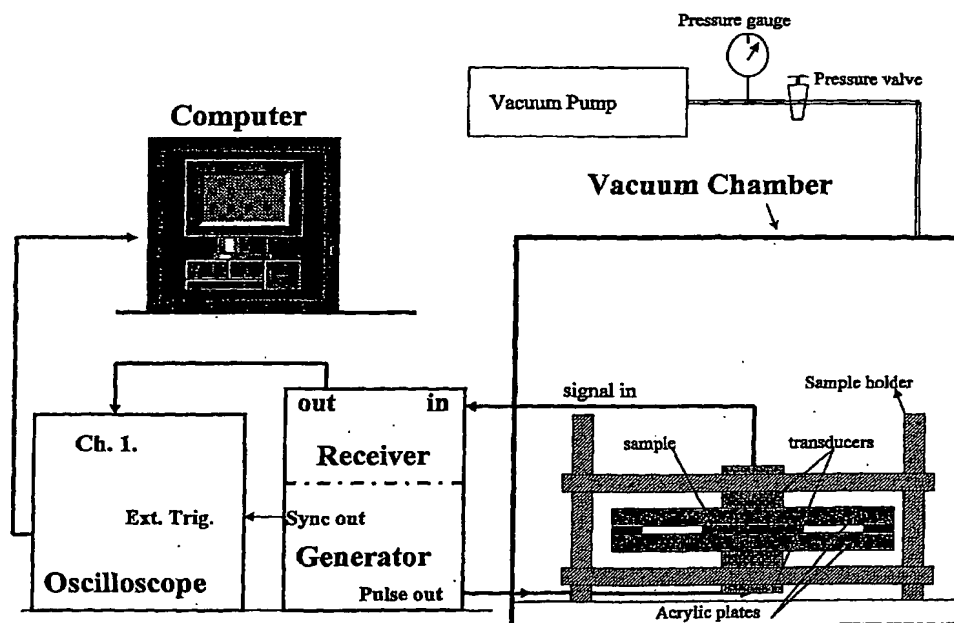 Pressure gauge
Vacuum Pump
Pressure valve
Computer
Vacuum Chamber
out in
signal in
Sample holder
Ch. 1.
Receiver
sample
transducers
Ext. Trig.
Sync out
Generator
Oscilloscope
Pulse out
Acrylic plates